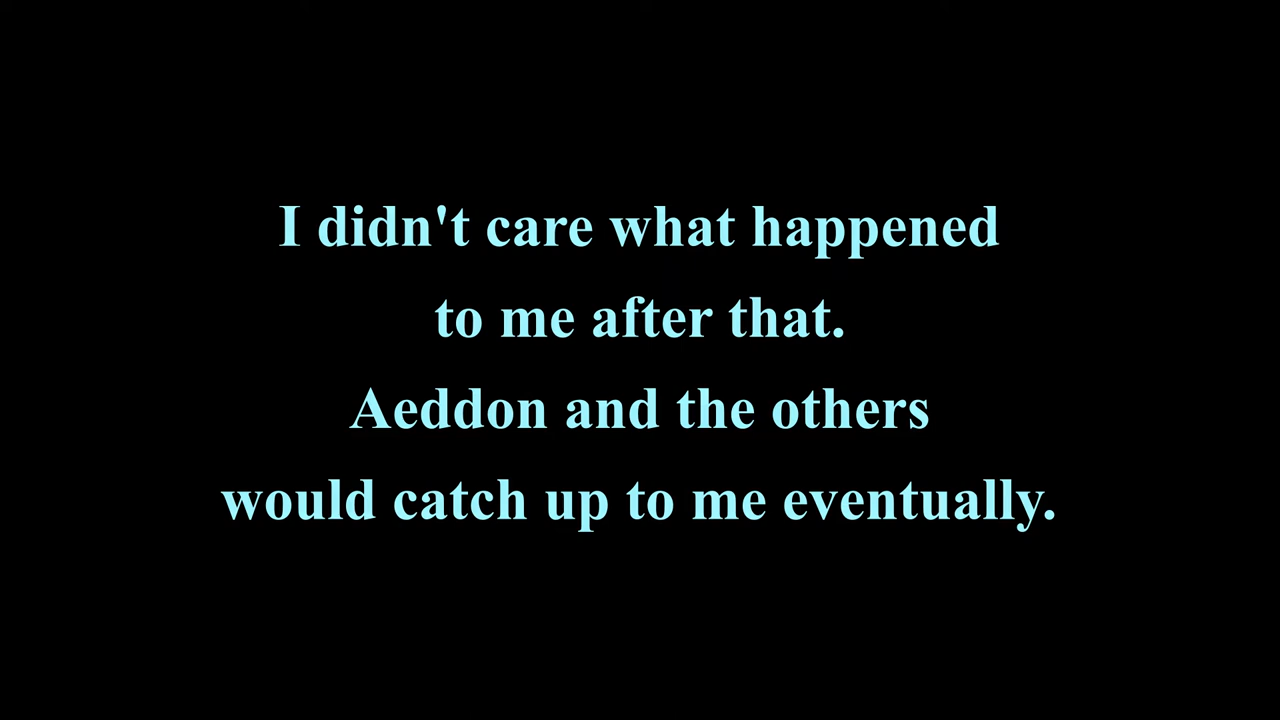 I didn't care what happened
to me after that.
Aeddon and the others
would catch up to me eventually.